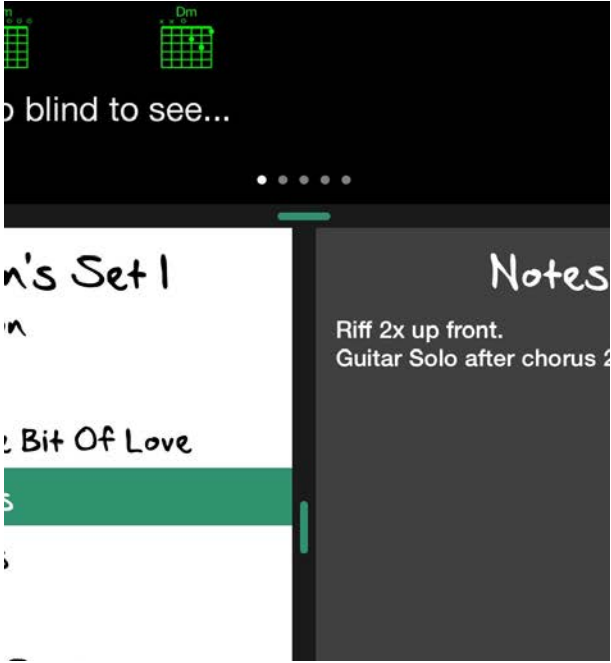 Dm
blind to see...
Set 1
Bit Of Love
Notes
Riff 2x up front.
Guitar Solo after chorus 2